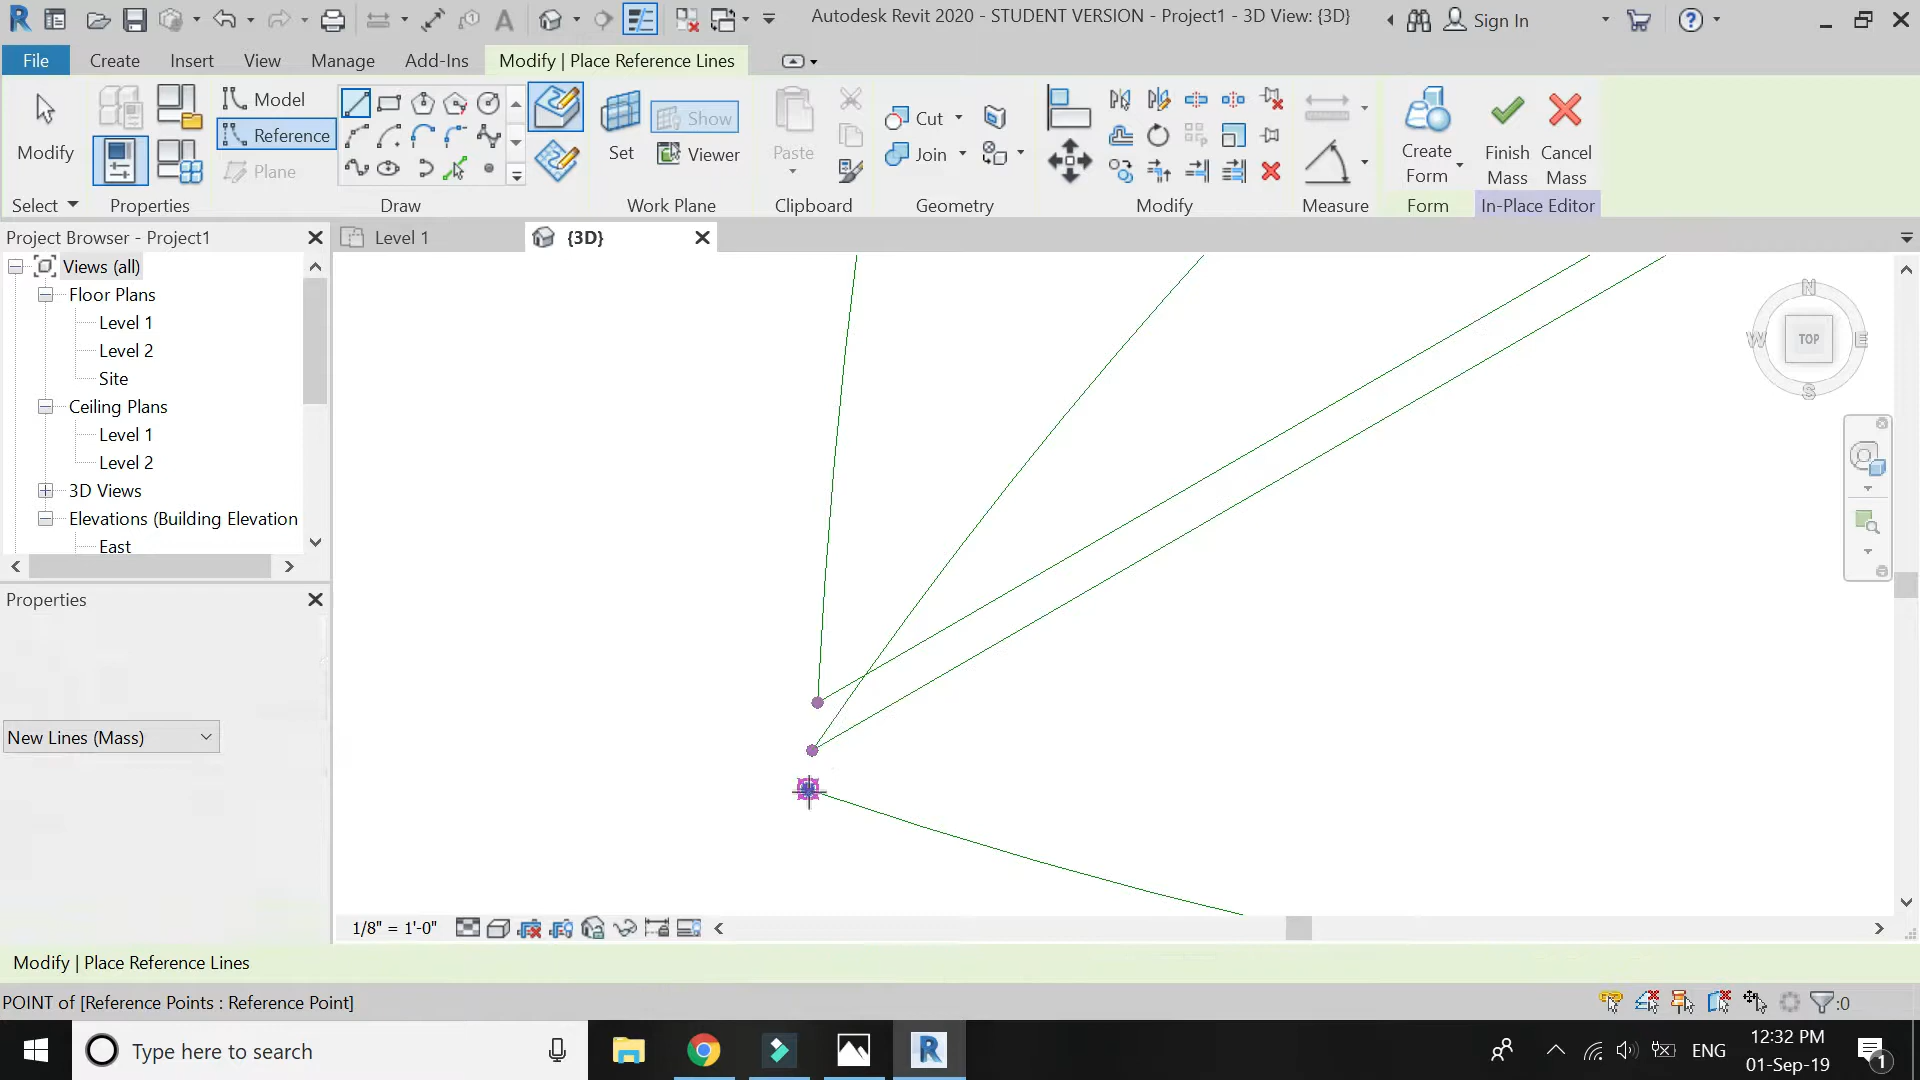 Autodesk Revit 2020 - STUDENT VERSION - Project1 - 3D View: {3D}
Sign In
File
Create
Insert
View
Manage
Add-Ins
Modify | Place Reference Lines
Modify
Model
Reference
Plane
Set
Show
Viewer
Paste
Cut
Join
Create
Form
Finish
Mass
Cancel
Mass
Select
Properties
Draw
Work Plane
Clipboard
Geometry
Modify
Measure
Form
In-Place Editor
Project Browser - Project1
Level 1
{3D}
Views (all)
Floor Plans
Level 1
Level 2
Site
Ceiling Plans
Level 1
Level 2
3D Views
Elevations (Building Elevation
East
Properties
New Lines (Mass)
N
W
TOP
E
S
1/8" = 1'-0"
Modify | Place Reference Lines
POINT of [Reference Points : Reference Point]
:0
Type here to search
ENG
12:32 PM
01-Sep-19
1